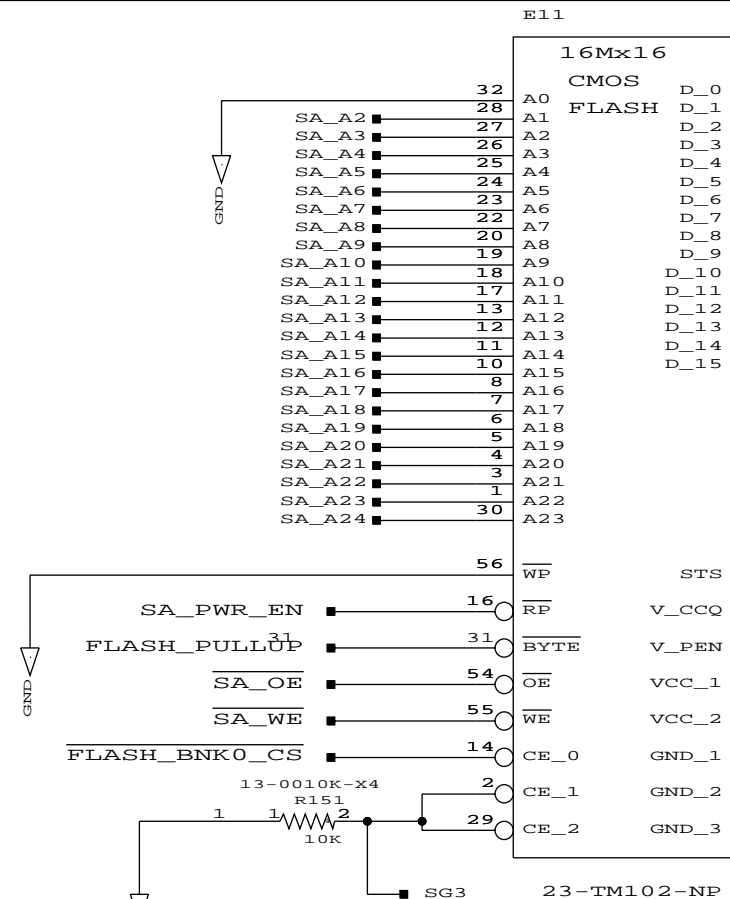 E11
16Mx16
CMOS
FLASH
32 A0 D_0
SA_A2 28 A1 D_1
SA_A3 27 A2 D_2
SA_A4 26 A3 D_3
SA_A5 25 A4 D_4
SA_A6 24 A5 D_5
SA_A7 23 A6 D_6
SA_A8 22 A7 D_7
SA_A9 20 A8 D_8
SA_A10 19 A9 D_9
SA_A11 18 A10 D_10
SA_A12 17 A11 D_11
SA_A13 13 A12 D_12
SA_A14 12 A13 D_13
SA_A15 11 A14 D_14
SA_A16 10 A15 D_15
SA_A17 8 A16
SA_A18 7 A17
SA_A19 6 A18
SA_A20 5 A19
SA_A21 4 A20
SA_A22 3 A21
SA_A23 1 A22
SA_A24 30 A23
GND
56 WP STS
SA_PWR_EN 16 RP V_CCQ
FLASH_PULLUP 31 31 BYTE V_PEN
GND
SA_OE 54 OE VCC_1
SA_WE 55 WE VCC_2
FLASH_BNK0_CS 14 CE_0 GND_1
13-0010K-X4
R151
2 CE_1 GND_2
1 1 2
10K
29 CE_2 GND_3
SG3
23-TM102-NP